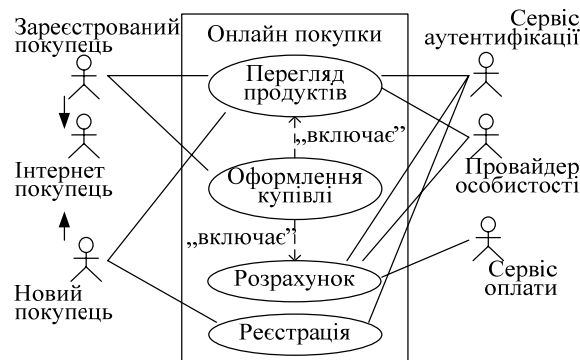 Зареєстрований
покупець
Онлайн покупки
Сервіс
аутентифікації
Перегляд
продуктів
„включає”
Інтернет
покупець
Оформлення
купівлі
Провайдер
особистості
„включає”
Розрахунок
Сервіс
оплати
Новий
покупець
Реєстрація